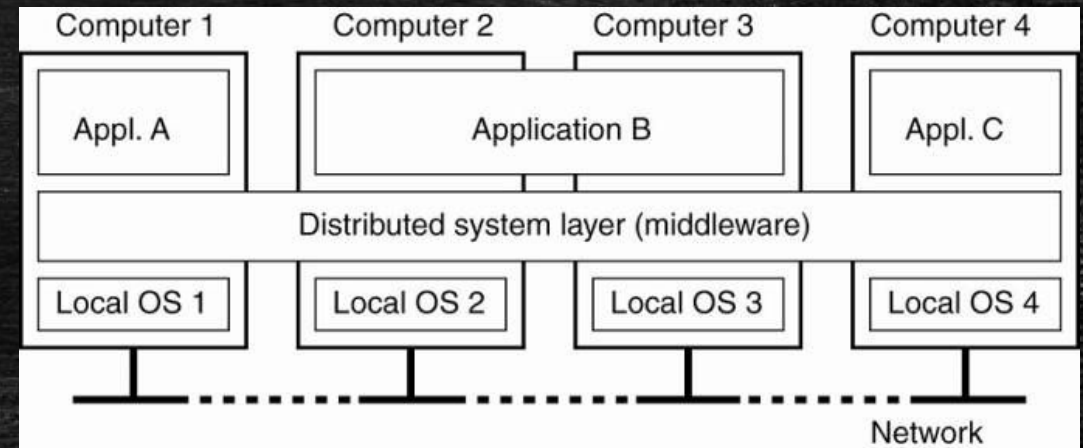 Computer 1 Computer 2 Computer 3 Computer 4
Appl. A Application B Appl. C
Distributed system layer (middleware)
Local OS 1 Local OS 2 Local OS 3 Local OS 4
Network